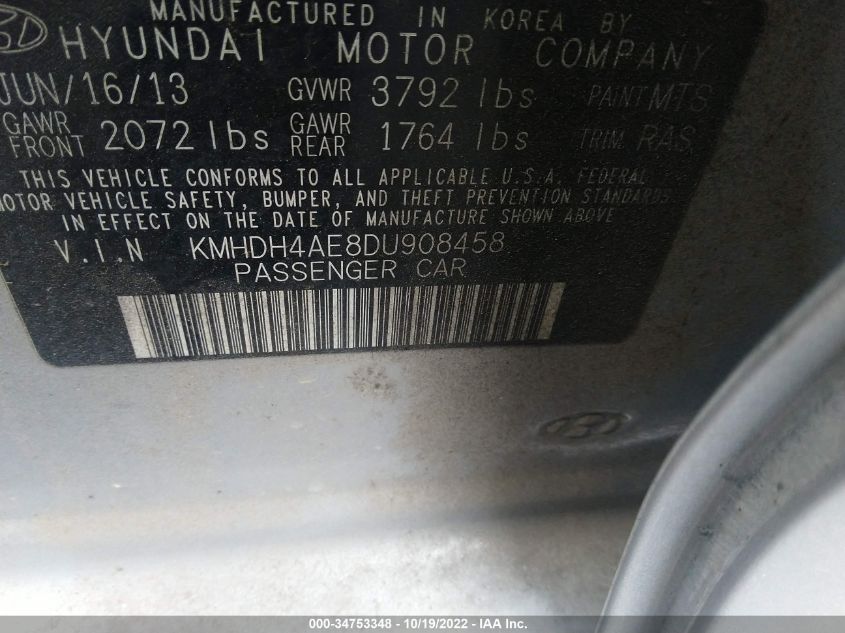 MANUFACTURED IN KOREA BY
HYUNDAI MOTOR COMPANY
JUN/16/13 GVWR 3792 lbs PAINT MTS
GAWR FRONT 2072 lbs GAWR REAR 1764 lbs TRIM RAS
THIS VEHICLE CONFORMS TO ALL APPLICABLE U.S.A. FEDERAL
MOTOR VEHICLE SAFETY, BUMPER, AND THEFT PREVENTION STANDARDS
IN EFFECT ON THE DATE OF MANUFACTURE SHOWN ABOVE
V.I.N KMHDH4AE8DU908458
PASSENGER CAR
000-34753348 - 10/19/2022 - IAA Inc.